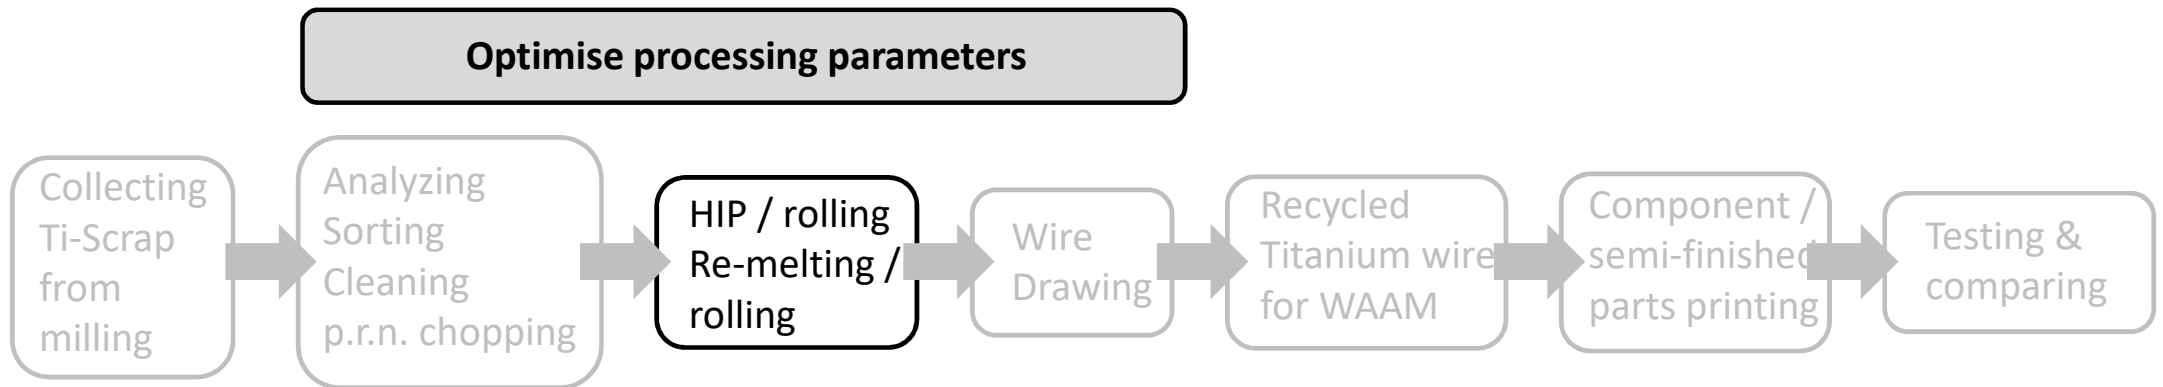 Optimise processing parameters
Collecting
Ti-Scrap
from
milling
Analyzing
Sorting
Cleaning
p.r.n. chopping
HIP / rolling
Re-melting /
rolling
Wire
Drawing
Recycled
Titanium wire
for WAAM
Component /
semi-finished
parts printing
Testing &
comparing